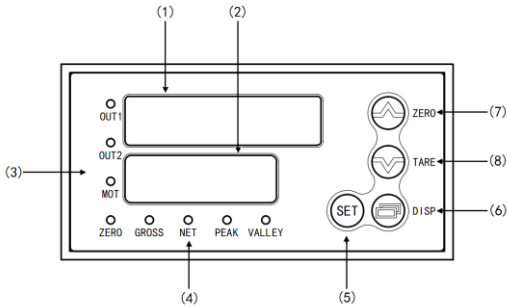 (1)
(2)
OUT1
ZERO
(7)
OUT2
(3)
TARE
(8)
MOT
SET
DISP
(6)
ZERO GROSS NET PEAK VALLEY
(4)
(5)